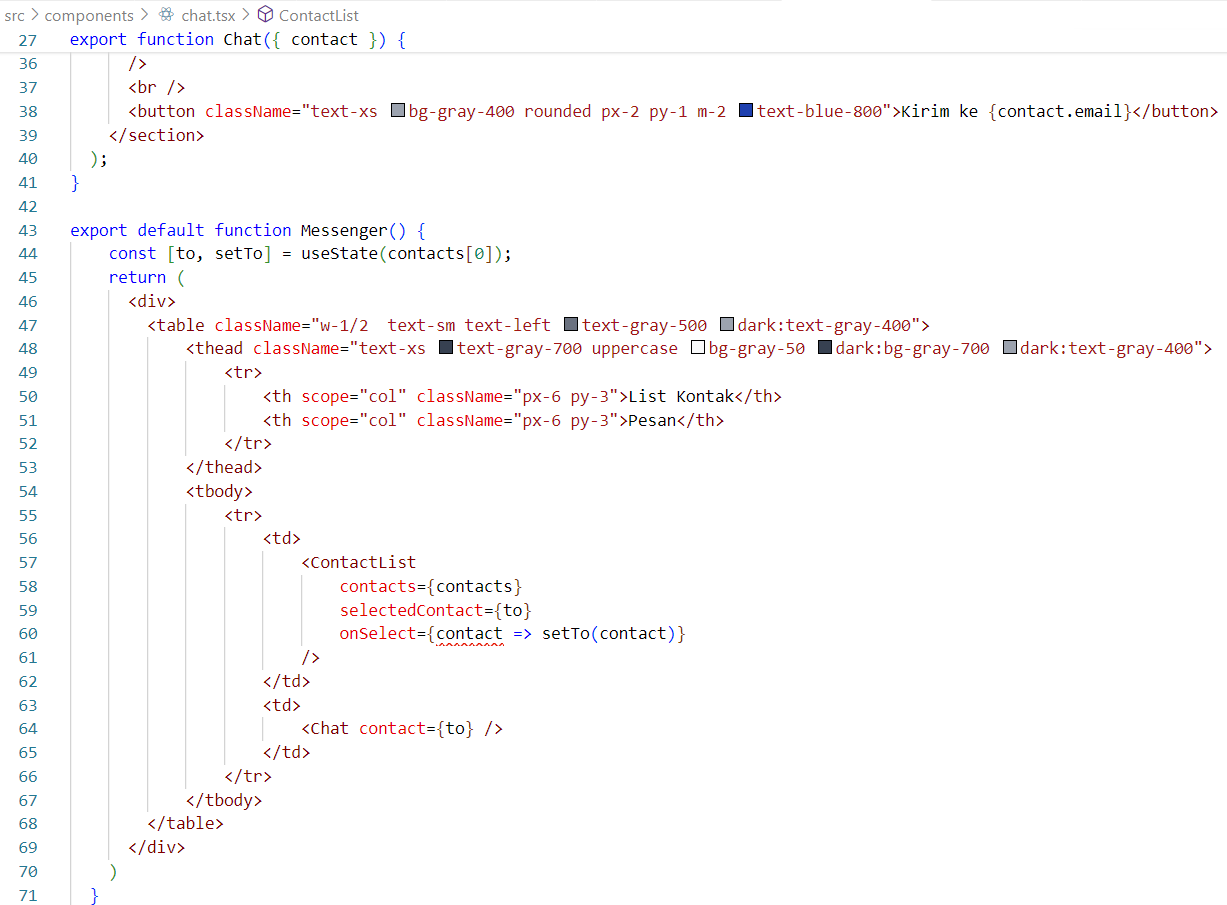 src > components > chat.tsx > ContactList
27 export function Chat({ contact }) {
36 />
37 <br />
38 <button className="text-xs bg-gray-400 rounded px-2 py-1 m-2 text-blue-800">Kirim ke {contact.email}</button>
39 </section>
40 );
41 }
42
43 export default function Messenger() {
44 const [to, setTo] = useState(contacts[0]);
45 return (
46 <div>
47 <table className="w-1/2  text-sm text-left text-gray-500 dark:text-gray-400">
48 <thead className="text-xs text-gray-700 uppercase bg-gray-50 dark:bg-gray-700 dark:text-gray-400">
49 <tr>
50 <th scope="col" className="px-6 py-3">List Kontak</th>
51 <th scope="col" className="px-6 py-3">Pesan</th>
52 </tr>
53 </thead>
54 <tbody>
55 <tr>
56 <td>
57 <ContactList
58 contacts={contacts}
59 selectedContact={to}
60 onSelect={contact => setTo(contact)}
61 />
62 </td>
63 <td>
64 <Chat contact={to} />
65 </td>
66 </tr>
67 </tbody>
68 </table>
69 </div>
70 )
71 }